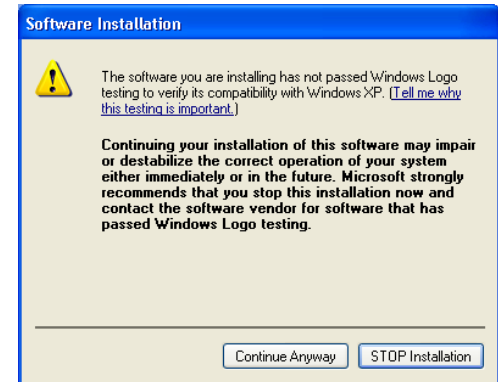 Software Installation
The software you are installing has not passed Windows Logo
testing to verify its compatibility with Windows XP. (Tell me why
this testing is important.)
Continuing your installation of this software may impair
or destabilize the correct operation of your system
either immediately or in the future. Microsoft strongly
recommends that you stop this installation now and
contact the software vendor for software that has
passed Windows Logo testing.
Continue Anyway
STOP Installation